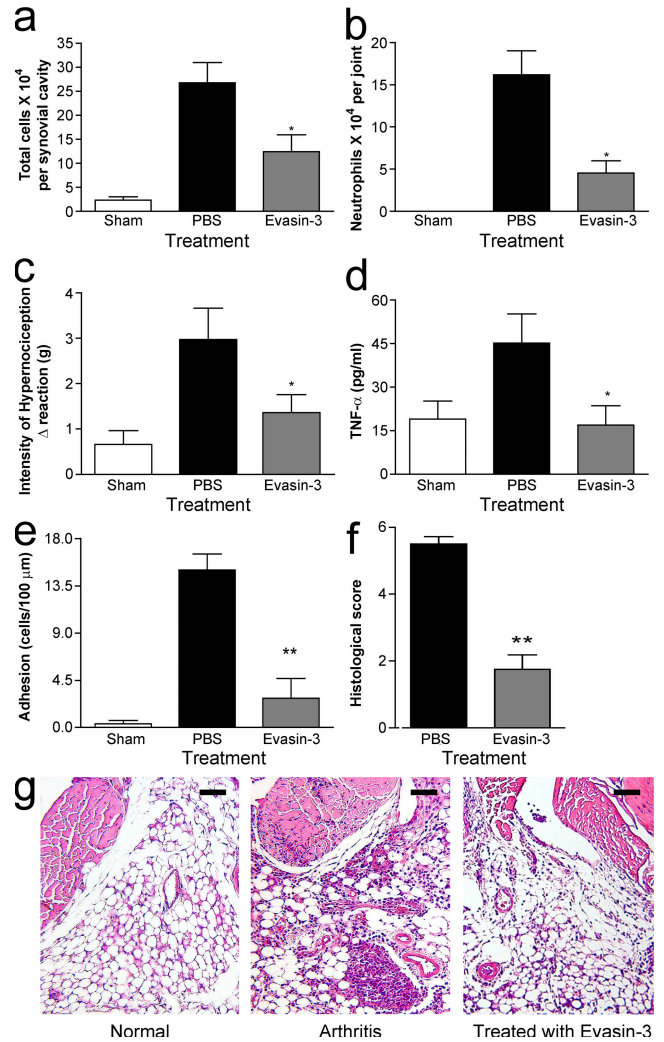 a
Total cells X 10⁴
per synovial cavity
35
30
25
20
15
10
5
0
*
Sham PBS Evasin-3
Treatment
b
Neutrophils X 10⁴ per joint
20
15
10
5
0
*
Sham PBS Evasin-3
Treatment
c
Intensity of Hypernociception
Δ reaction (g)
4
3
2
1
0
*
Sham PBS Evasin-3
Treatment
d
TNF-α (pg/ml)
60
45
30
15
0
*
Sham PBS Evasin-3
Treatment
e
Adhesion (cells/100 μm)
18.0
13.5
9.0
4.5
0.0
**
Sham PBS Evasin-3
Treatment
f
Histological score
6
4
2
0
**
PBS Evasin-3
Treatment
g
Normal Arthritis Treated with Evasin-3